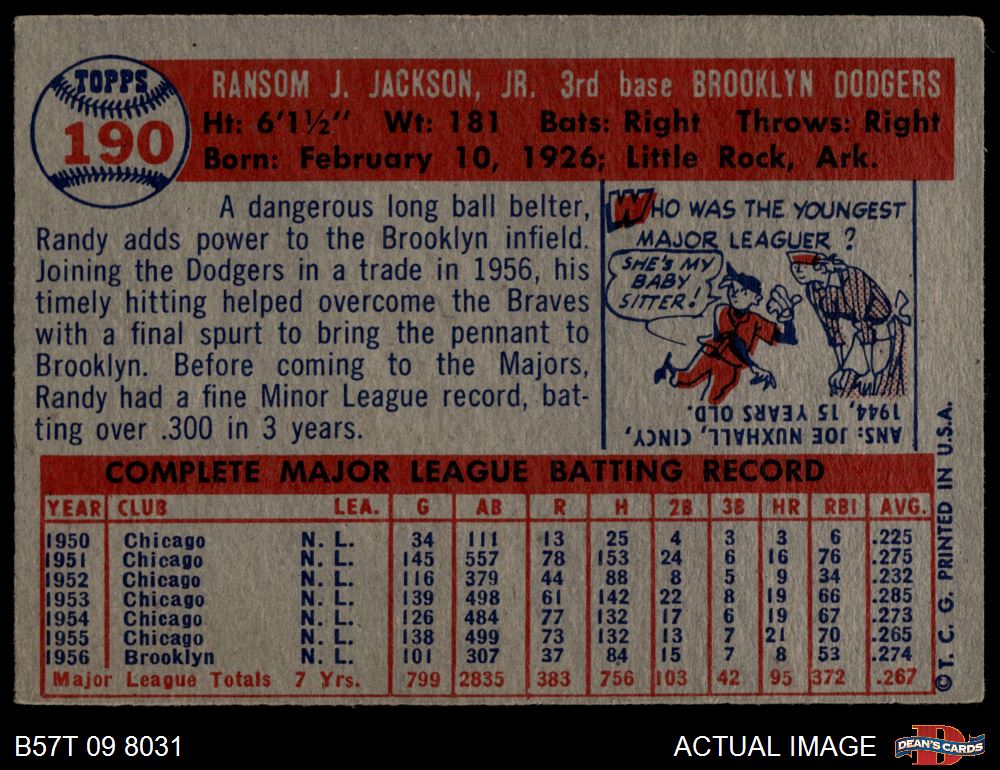 TOPPS
190
RANSOM J. JACKSON, JR. 3rd base BROOKLYN DODGERS
Ht: 6'1½" Wt: 181 Bats: Right Throws: Right
Born: February 10, 1926; Little Rock, Ark.
A dangerous long ball belter,
Randy adds power to the Brooklyn infield.
Joining the Dodgers in a trade in 1956, his
timely hitting helped overcome the Braves
with a final spurt to bring the pennant to
Brooklyn. Before coming to the Majors,
Randy had a fine Minor League record, bat-
ting over .300 in 3 years.
WHO WAS THE YOUNGEST
MAJOR LEAGUER ?
SHE'S MY
BABY
SITTER!
ANS: JOE NUXHALL, CINCY,
1944, 15 YEARS OLD.
COMPLETE MAJOR LEAGUE BATTING RECORD
YEAR CLUB LEA. G AB R H 2B 3B HR RBI AVG.
1950 Chicago N. L. 34 111 13 25 4 3 3 6 .225
1951 Chicago N. L. 145 557 78 153 24 6 16 76 .275
1952 Chicago N. L. 116 379 44 88 8 5 9 34 .232
1953 Chicago N. L. 139 498 61 142 22 8 19 66 .285
1954 Chicago N. L. 126 484 77 132 17 6 19 67 .273
1955 Chicago N. L. 138 499 73 132 13 7 21 70 .265
1956 Brooklyn N. L. 101 307 37 84 15 7 8 53 .274
Major League Totals 7 Yrs. 799 2835 383 756 103 42 95 372 .267
© T. C. G. PRINTED IN U.S.A.
B57T 09 8031
ACTUAL IMAGE
D
DEAN'S CARDS